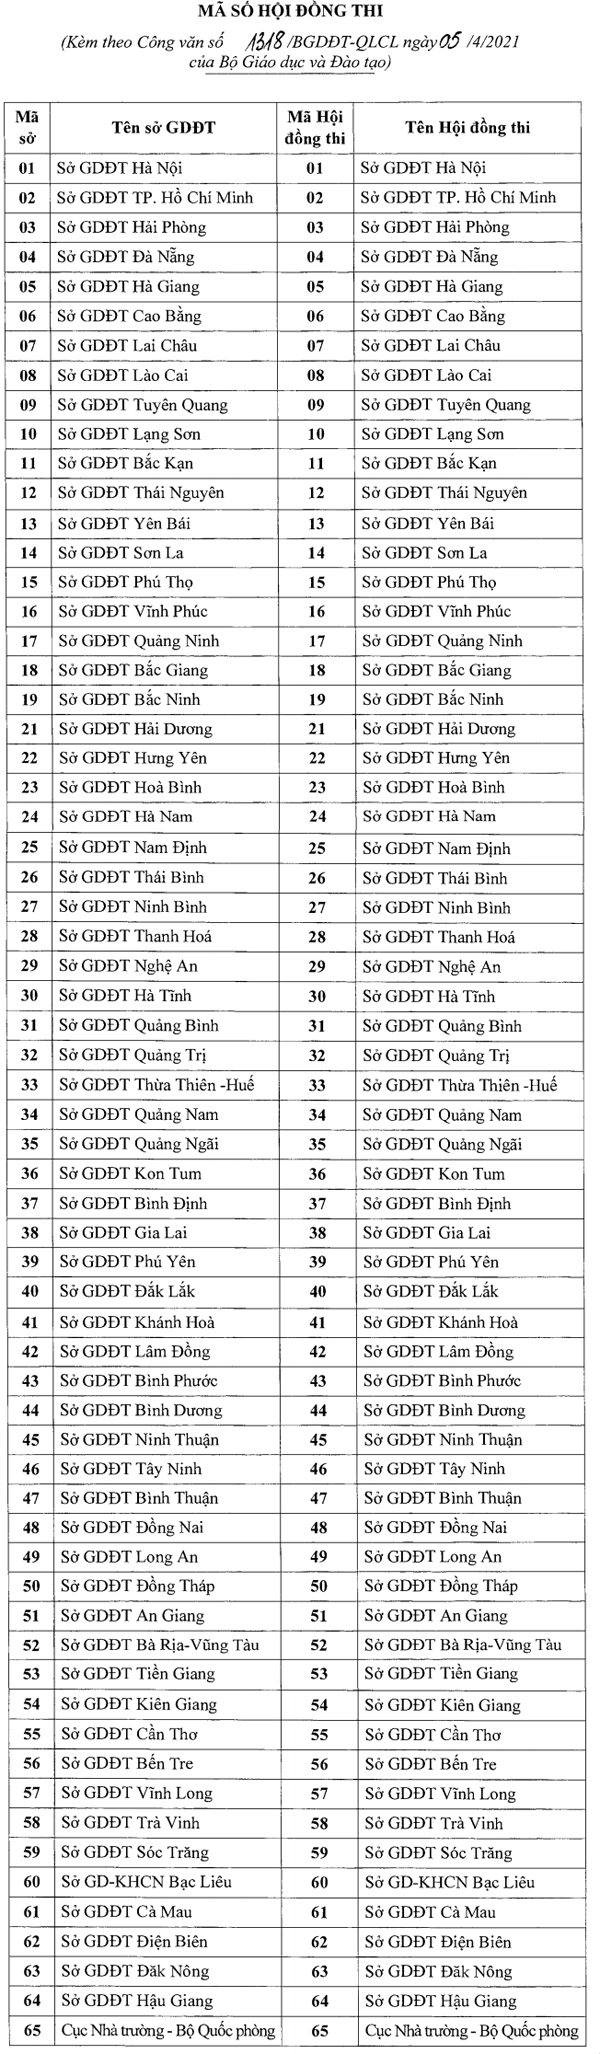 MÃ SỐ HỘI ĐỒNG THI
(Kèm theo Công văn số 1318/BGDĐT-QLCL ngày 05/4/2021
của Bộ Giáo dục và Đào tạo)
Mã sở Tên sở GDĐT Mã Hội đồng thi Tên Hội đồng thi
01 Sở GDĐT Hà Nội 01 Sở GDĐT Hà Nội
02 Sở GDĐT TP. Hồ Chí Minh 02 Sở GDĐT TP. Hồ Chí Minh
03 Sở GDĐT Hải Phòng 03 Sở GDĐT Hải Phòng
04 Sở GDĐT Đà Nẵng 04 Sở GDĐT Đà Nẵng
05 Sở GDĐT Hà Giang 05 Sở GDĐT Hà Giang
06 Sở GDĐT Cao Bằng 06 Sở GDĐT Cao Bằng
07 Sở GDĐT Lai Châu 07 Sở GDĐT Lai Châu
08 Sở GDĐT Lào Cai 08 Sở GDĐT Lào Cai
09 Sở GDĐT Tuyên Quang 09 Sở GDĐT Tuyên Quang
10 Sở GDĐT Lạng Sơn 10 Sở GDĐT Lạng Sơn
11 Sở GDĐT Bắc Kạn 11 Sở GDĐT Bắc Kạn
12 Sở GDĐT Thái Nguyên 12 Sở GDĐT Thái Nguyên
13 Sở GDĐT Yên Bái 13 Sở GDĐT Yên Bái
14 Sở GDĐT Sơn La 14 Sở GDĐT Sơn La
15 Sở GDĐT Phú Thọ 15 Sở GDĐT Phú Thọ
16 Sở GDĐT Vĩnh Phúc 16 Sở GDĐT Vĩnh Phúc
17 Sở GDĐT Quảng Ninh 17 Sở GDĐT Quảng Ninh
18 Sở GDĐT Bắc Giang 18 Sở GDĐT Bắc Giang
19 Sở GDĐT Bắc Ninh 19 Sở GDĐT Bắc Ninh
21 Sở GDĐT Hải Dương 21 Sở GDĐT Hải Dương
22 Sở GDĐT Hưng Yên 22 Sở GDĐT Hưng Yên
23 Sở GDĐT Hoà Bình 23 Sở GDĐT Hoà Bình
24 Sở GDĐT Hà Nam 24 Sở GDĐT Hà Nam
25 Sở GDĐT Nam Định 25 Sở GDĐT Nam Định
26 Sở GDĐT Thái Bình 26 Sở GDĐT Thái Bình
27 Sở GDĐT Ninh Bình 27 Sở GDĐT Ninh Bình
28 Sở GDĐT Thanh Hoá 28 Sở GDĐT Thanh Hoá
29 Sở GDĐT Nghệ An 29 Sở GDĐT Nghệ An
30 Sở GDĐT Hà Tĩnh 30 Sở GDĐT Hà Tĩnh
31 Sở GDĐT Quảng Bình 31 Sở GDĐT Quảng Bình
32 Sở GDĐT Quảng Trị 32 Sở GDĐT Quảng Trị
33 Sở GDĐT Thừa Thiên -Huế 33 Sở GDĐT Thừa Thiên -Huế
34 Sở GDĐT Quảng Nam 34 Sở GDĐT Quảng Nam
35 Sở GDĐT Quảng Ngãi 35 Sở GDĐT Quảng Ngãi
36 Sở GDĐT Kon Tum 36 Sở GDĐT Kon Tum
37 Sở GDĐT Bình Định 37 Sở GDĐT Bình Định
38 Sở GDĐT Gia Lai 38 Sở GDĐT Gia Lai
39 Sở GDĐT Phú Yên 39 Sở GDĐT Phú Yên
40 Sở GDĐT Đắk Lắk 40 Sở GDĐT Đắk Lắk
41 Sở GDĐT Khánh Hoà 41 Sở GDĐT Khánh Hoà
42 Sở GDĐT Lâm Đồng 42 Sở GDĐT Lâm Đồng
43 Sở GDĐT Bình Phước 43 Sở GDĐT Bình Phước
44 Sở GDĐT Bình Dương 44 Sở GDĐT Bình Dương
45 Sở GDĐT Ninh Thuận 45 Sở GDĐT Ninh Thuận
46 Sở GDĐT Tây Ninh 46 Sở GDĐT Tây Ninh
47 Sở GDĐT Bình Thuận 47 Sở GDĐT Bình Thuận
48 Sở GDĐT Đồng Nai 48 Sở GDĐT Đồng Nai
49 Sở GDĐT Long An 49 Sở GDĐT Long An
50 Sở GDĐT Đồng Tháp 50 Sở GDĐT Đồng Tháp
51 Sở GDĐT An Giang 51 Sở GDĐT An Giang
52 Sở GDĐT Bà Rịa-Vũng Tàu 52 Sở GDĐT Bà Rịa-Vũng Tàu
53 Sở GDĐT Tiền Giang 53 Sở GDĐT Tiền Giang
54 Sở GDĐT Kiên Giang 54 Sở GDĐT Kiên Giang
55 Sở GDĐT Cần Thơ 55 Sở GDĐT Cần Thơ
56 Sở GDĐT Bến Tre 56 Sở GDĐT Bến Tre
57 Sở GDĐT Vĩnh Long 57 Sở GDĐT Vĩnh Long
58 Sở GDĐT Trà Vinh 58 Sở GDĐT Trà Vinh
59 Sở GDĐT Sóc Trăng 59 Sở GDĐT Sóc Trăng
60 Sở GD-KHCN Bạc Liêu 60 Sở GD-KHCN Bạc Liêu
61 Sở GDĐT Cà Mau 61 Sở GDĐT Cà Mau
62 Sở GDĐT Điện Biên 62 Sở GDĐT Điện Biên
63 Sở GDĐT Đăk Nông 63 Sở GDĐT Đăk Nông
64 Sở GDĐT Hậu Giang 64 Sở GDĐT Hậu Giang
65 Cục Nhà trường - Bộ Quốc phòng 65 Cục Nhà trường - Bộ Quốc phòng